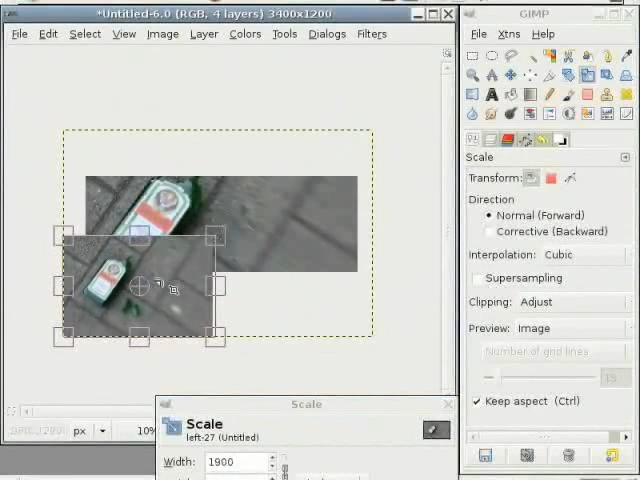 *Untitled-6.0 (RGB, 4 layers) 3400x1200
File Edit Select View Image Layer Colors Tools Dialogs Filters
px
10%
GIMP
File Xtns Help
Scale
Transform:
Direction
Normal (Forward)
Corrective (Backward)
Interpolation: Cubic
Supersampling
Clipping: Adjust
Preview: Image
Number of grid lines
15
Keep aspect (Ctrl)
Scale
Scale
left-27 (Untitled)
Width: 1900